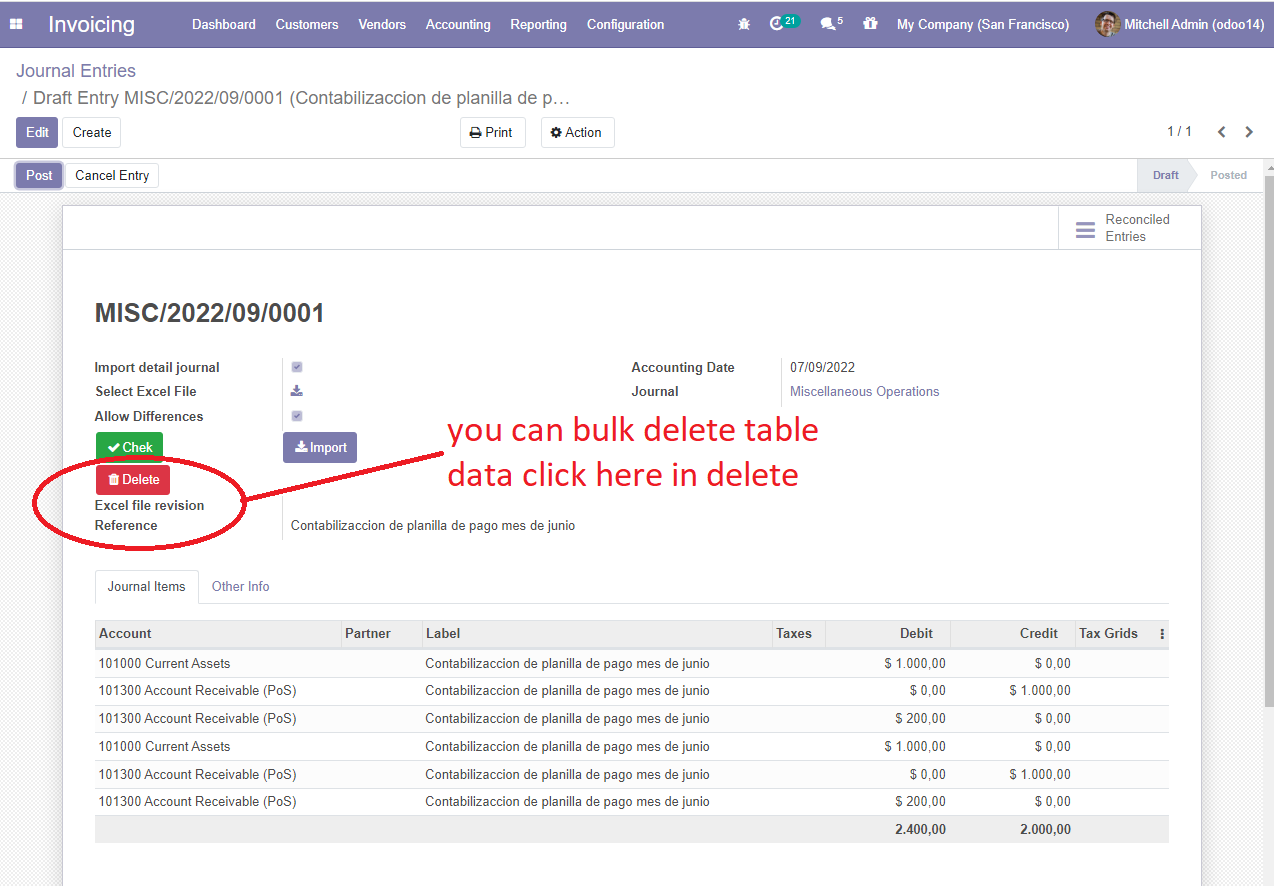 Invoicing Dashboard Customers Vendors Accounting Reporting Configuration 21 5 My Company (San Francisco) Mitchell Admin (odoo14)
Journal Entries
/ Draft Entry MISC/2022/09/0001 (Contabilizaccion de planilla de p…
Edit Create Print Action 1 / 1
Post Cancel Entry Draft Posted
Reconciled
Entries
MISC/2022/09/0001
Import detail journal Accounting Date 07/09/2022
Select Excel File Journal Miscellaneous Operations
Allow Differences
you can bulk delete table
Chek Import
data click here in delete
Delete
Excel file revision
Reference Contabilizaccion de planilla de pago mes de junio
Journal Items Other Info
Account Partner Label Taxes Debit Credit Tax Grids
101000 Current Assets Contabilizaccion de planilla de pago mes de junio $ 1.000,00 $ 0,00
101300 Account Receivable (PoS) Contabilizaccion de planilla de pago mes de junio $ 0,00 $ 1.000,00
101300 Account Receivable (PoS) Contabilizaccion de planilla de pago mes de junio $ 200,00 $ 0,00
101000 Current Assets Contabilizaccion de planilla de pago mes de junio $ 1.000,00 $ 0,00
101300 Account Receivable (PoS) Contabilizaccion de planilla de pago mes de junio $ 0,00 $ 1.000,00
101300 Account Receivable (PoS) Contabilizaccion de planilla de pago mes de junio $ 200,00 $ 0,00
2.400,00 2.000,00